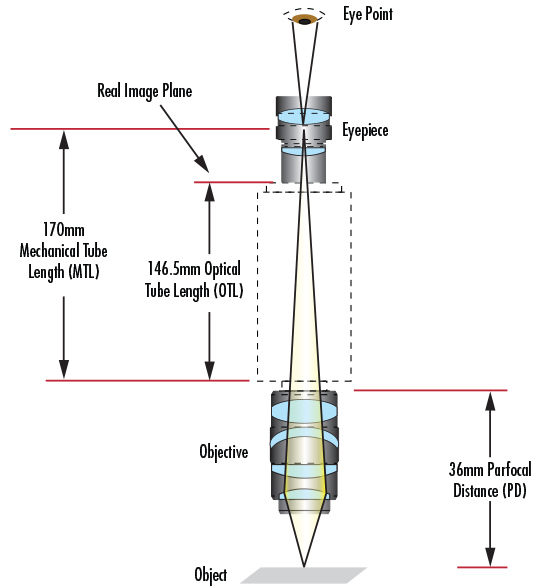 Eye Point
Real Image Plane
Eyepiece
170mm
Mechanical Tube
Length (MTL)
146.5mm Optical
Tube Length (OTL)
Objective
36mm Parfocal
Distance (PD)
Object